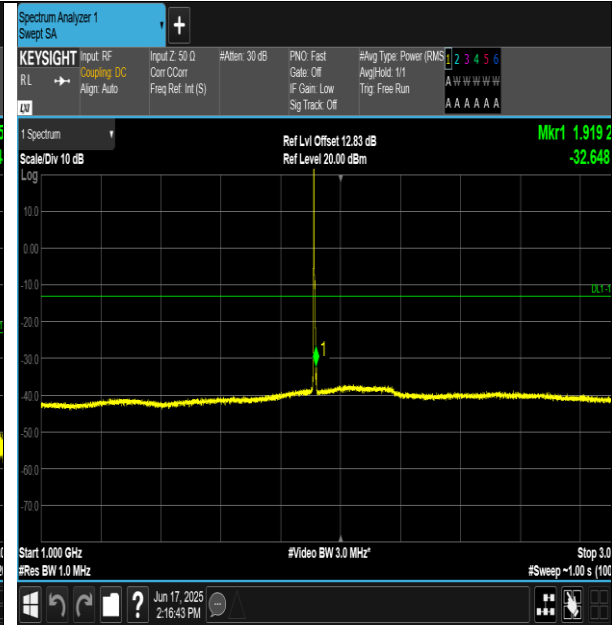 Spectrum Analyzer 1
Swept SA
+
KEYSIGHT Input: RF Input Z: 50 Ω #Atten: 30 dB PNO: Fast #Avg Type: Power (RMS 1 2 3 4 5 6
RL Coupling: DC Corr CCorr Gate: Off Avg|Hold: 1/1 A W W W W W
Align: Auto Freq Ref: Int (S) IF Gain: Low Trig: Free Run
Sig Track: Off A A A A A A
LXI
1 Spectrum Ref Lvl Offset 12.83 dB Mkr1 1.919 2
Scale/Div 10 dB Ref Level 20.00 dBm -32.648
Log
10.0
0.00
-10.0
DL1 -1
-20.0
1
-30.0
-40.0
-50.0
-60.0
-70.0
Start 1.000 GHz #Video BW 3.0 MHz* Stop 3.0
#Res BW 1.0 MHz #Sweep ~1.00 s (100
? Jun 17, 2025
2:16:43 PM